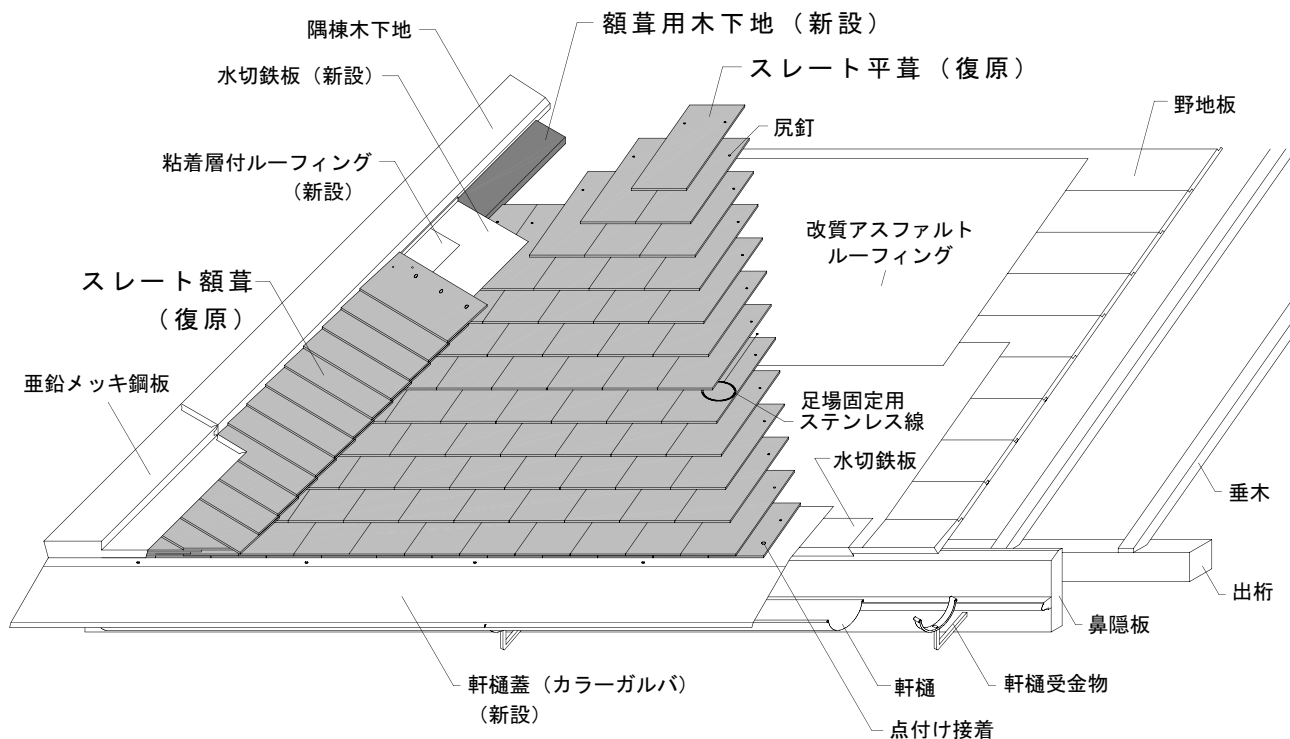 額葺用木下地（新設）
隅棟木下地
水切鉄板（新設）
スレート平葺（復原）
野地板
尻釘
粘着層付ルーフィング
（新設）
改質アスファルト
ルーフィング
スレート額葺
（復原）
亜鉛メッキ鋼板
足場固定用
ステンレス線
水切鉄板
垂木
出桁
鼻隠板
軒樋蓋（カラーガルバ）
（新設）
軒樋
軒樋受金物
点付け接着